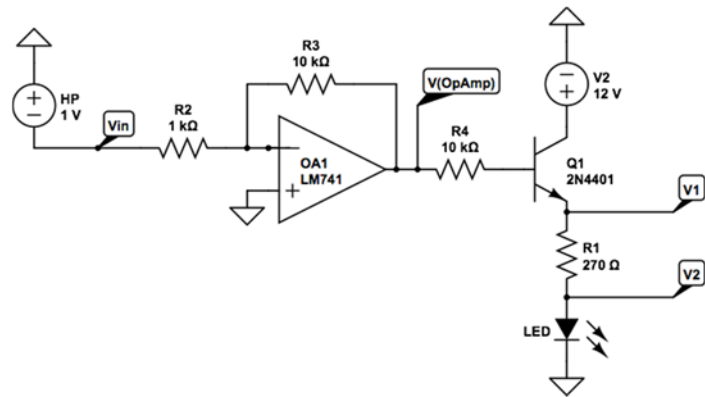 HP
1 V
Vin
R2
1 kΩ
R3
10 kΩ
OA1
LM741
V(OpAmp)
R4
10 kΩ
V2
12 V
Q1
2N4401
V1
R1
270 Ω
V2
LED